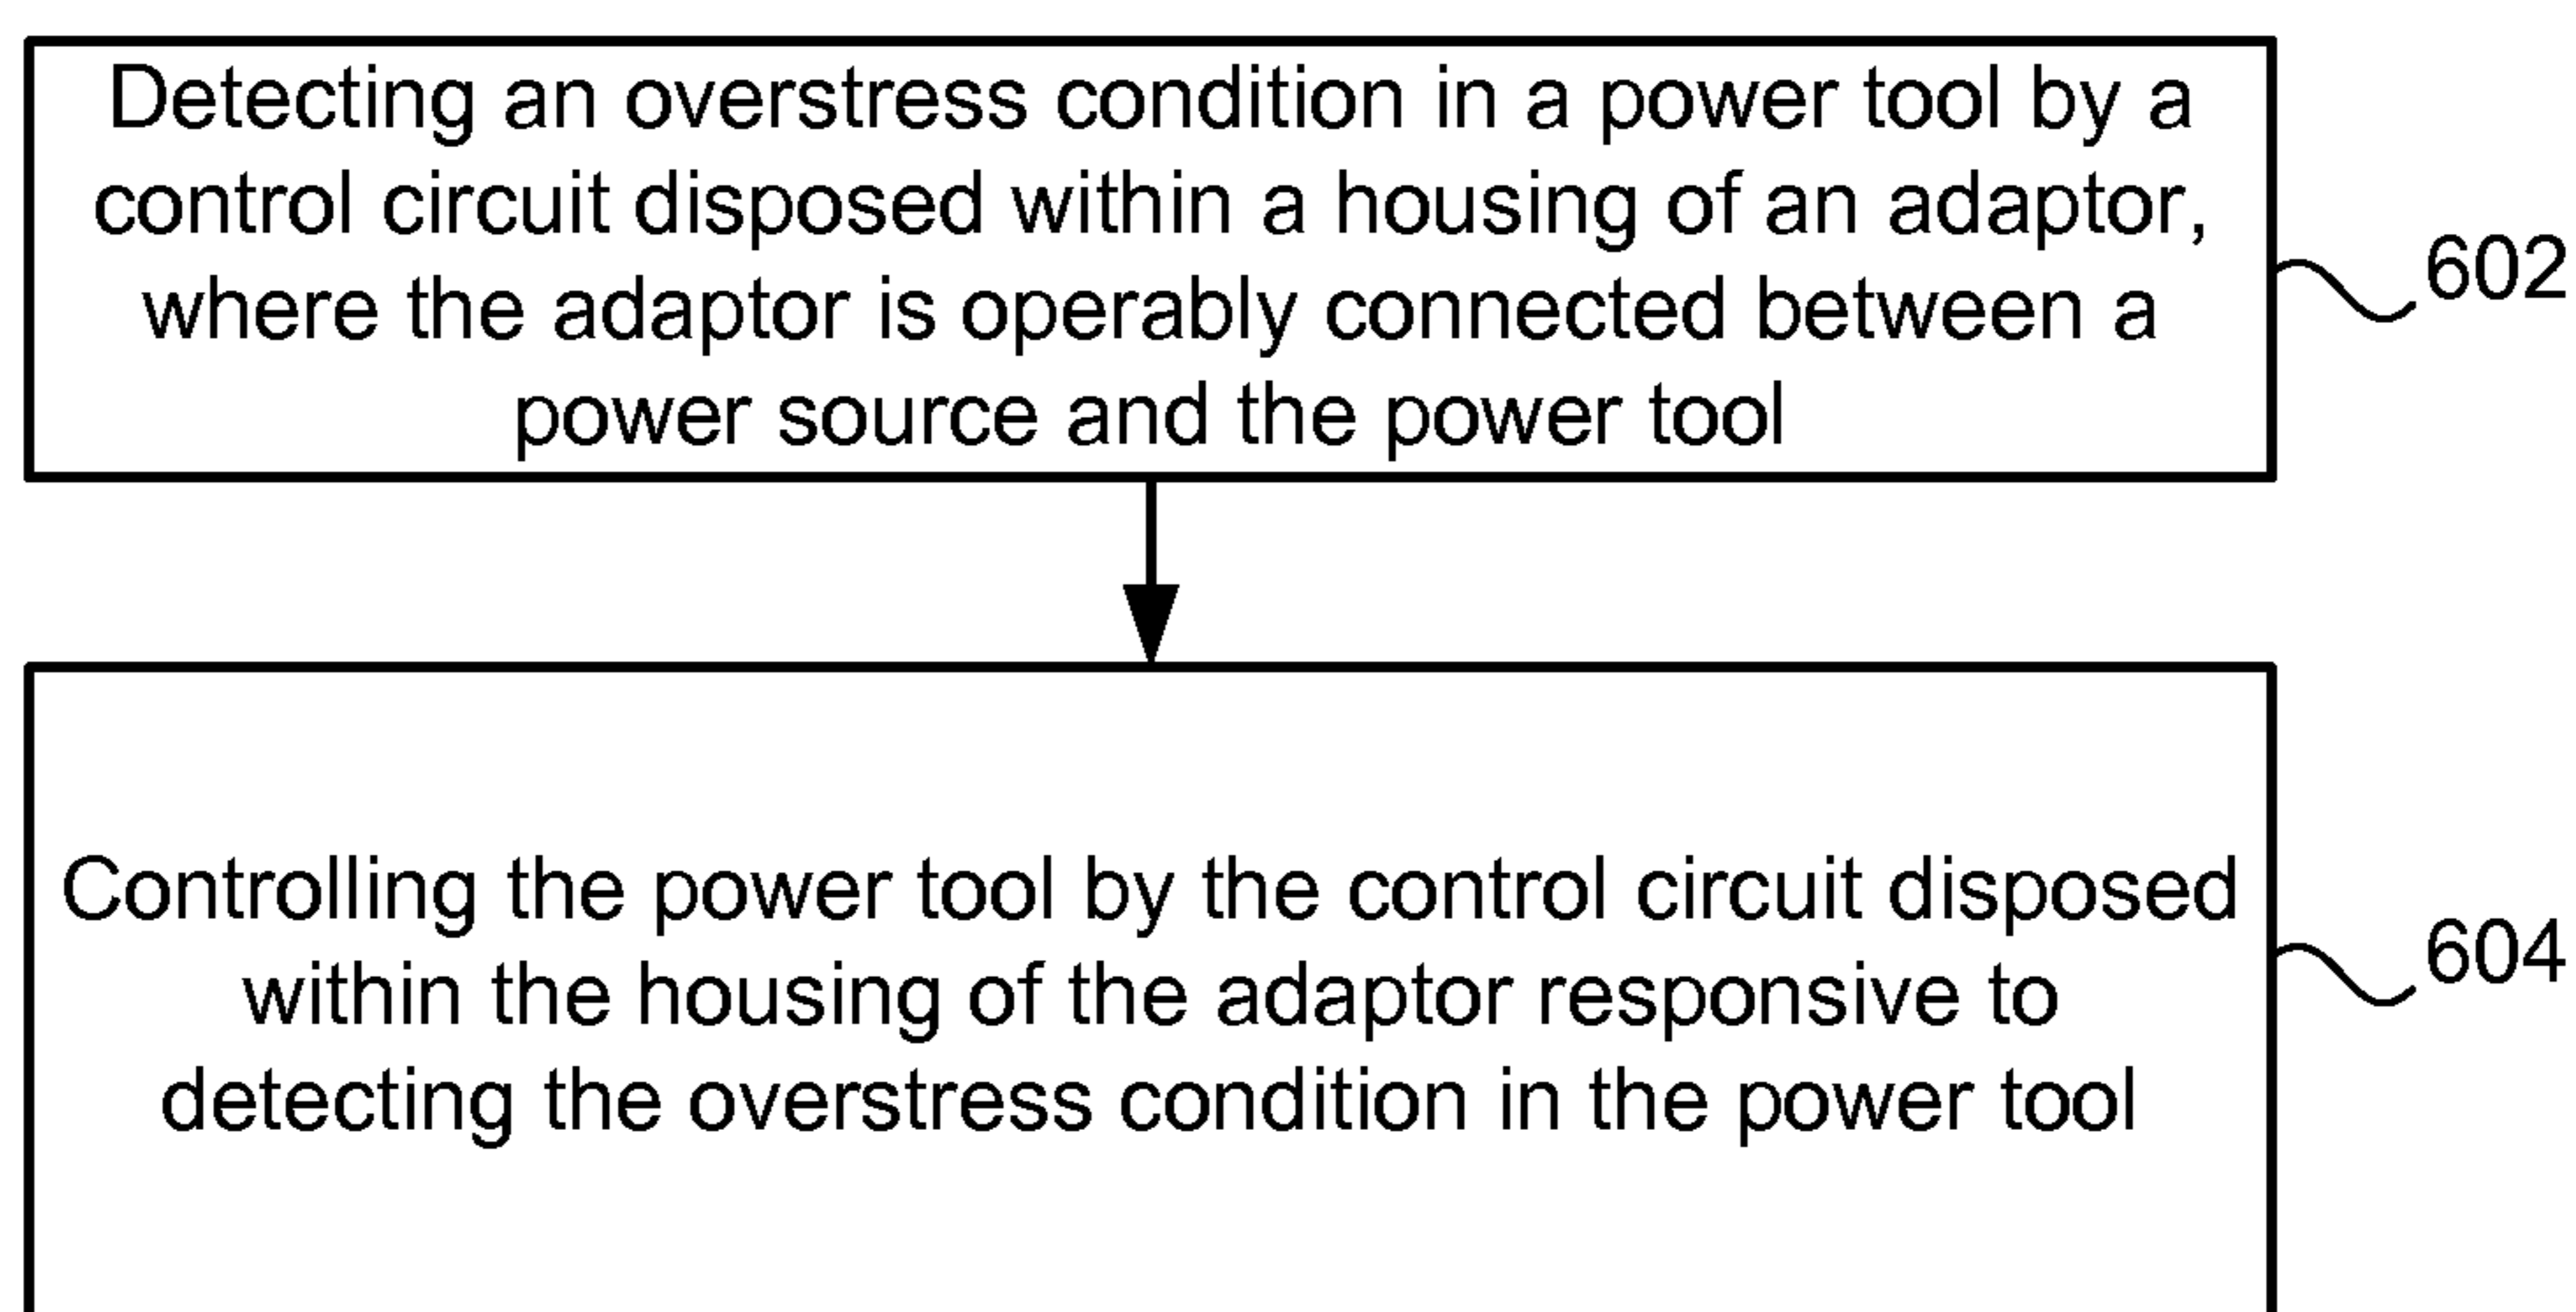 Detecting an overstress condition in a power tool by a
control circuit disposed within a housing of an adaptor,
where the adaptor is operably connected between a
power source and the power tool
602
Controlling the power tool by the control circuit disposed
within the housing of the adaptor responsive to
detecting the overstress condition in the power tool
604